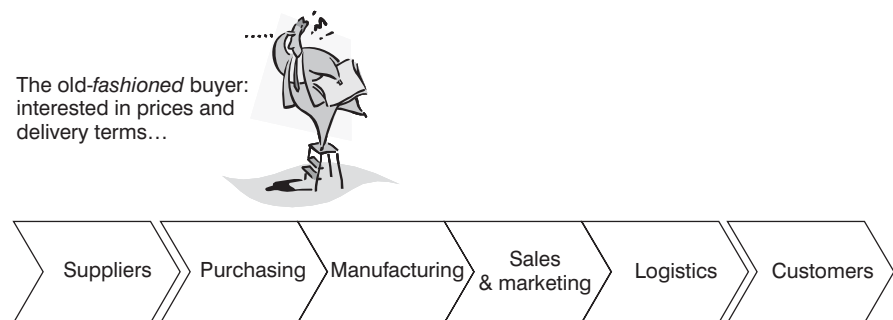 The old-fashioned buyer:
interested in prices and
delivery terms…
Suppliers
Purchasing
Manufacturing
Sales
& marketing
Logistics
Customers